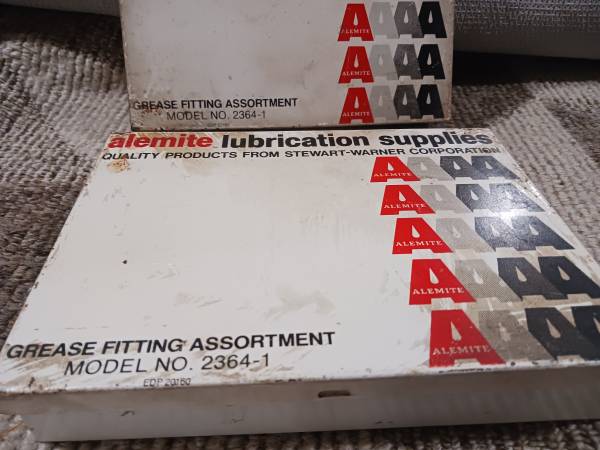 ALEMITE
ALEMITE
ALEMITE
GREASE FITTING ASSORTMENT
MODEL NO. 2364-1
alemite lubrication supplies
QUALITY PRODUCTS FROM STEWART-WARNER CORPORATION
ALEMITE
ALEMITE
ALEMITE
ALEMITE
ALEMITE
GREASE FITTING ASSORTMENT
MODEL NO. 2364-1
EDP 20160